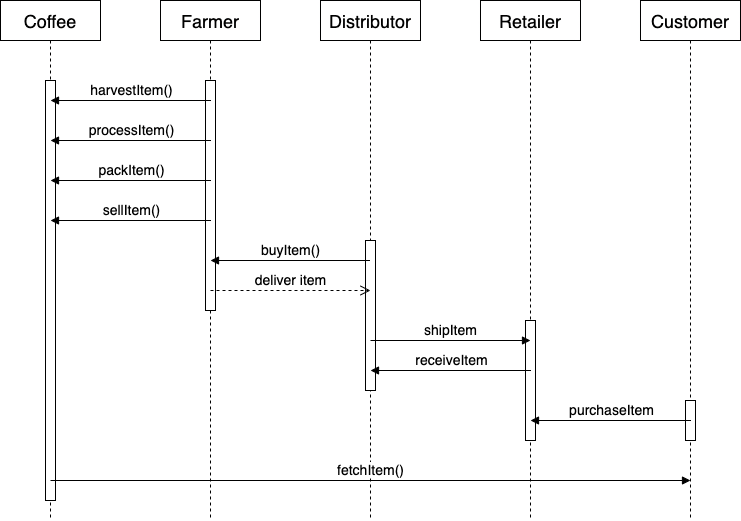 Coffee
Farmer
Distributor
Retailer
Customer
harvestItem()
processItem()
packItem()
sellItem()
buyItem()
deliver item
shipItem
receiveItem
purchaseItem
fetchItem()